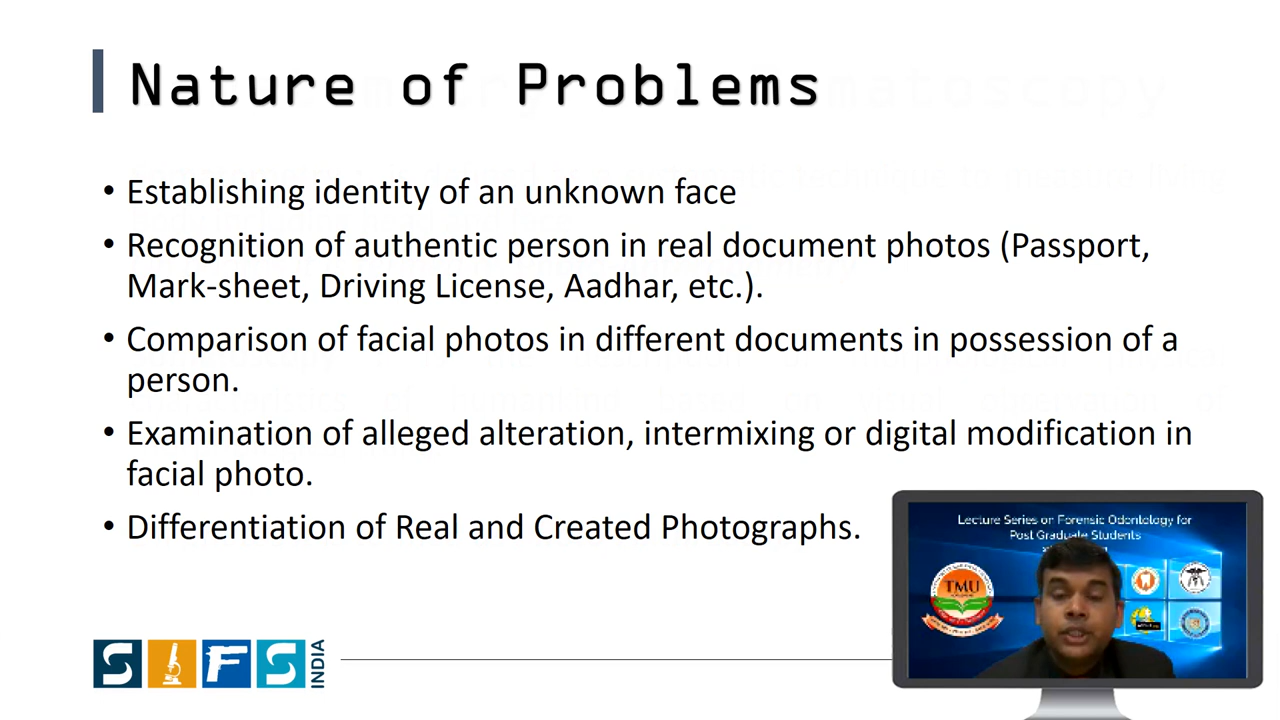 Nature of Problems
• Establishing identity of an unknown face
• Recognition of authentic person in real document photos (Passport,
Mark-sheet, Driving License, Aadhar, etc.).
• Comparison of facial photos in different documents in possession of a
person.
• Examination of alleged alteration, intermixing or digital modification in
facial photo.
• Differentiation of Real and Created Photographs.
Lecture Series on Forensic Odontology for
Post Graduate Students
TMU
SIFS
INDIA